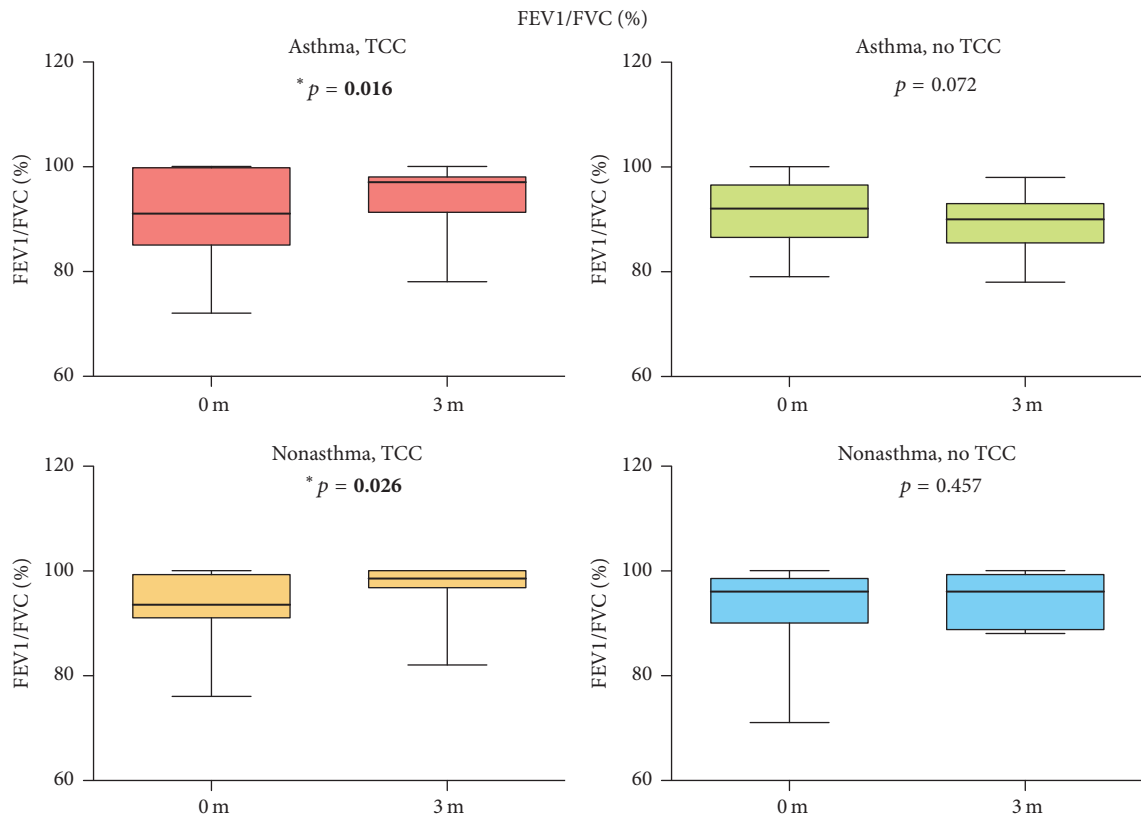 FEV1/FVC (%)
Asthma, TCC
* p = 0.016
120
100
80
60
FEV1/FVC (%)
0 m
3 m
Asthma, no TCC
p = 0.072
120
100
80
60
FEV1/FVC (%)
0 m
3 m
Nonasthma, TCC
* p = 0.026
120
100
80
60
FEV1/FVC (%)
0 m
3 m
Nonasthma, no TCC
p = 0.457
120
100
80
60
FEV1/FVC (%)
0 m
3 m